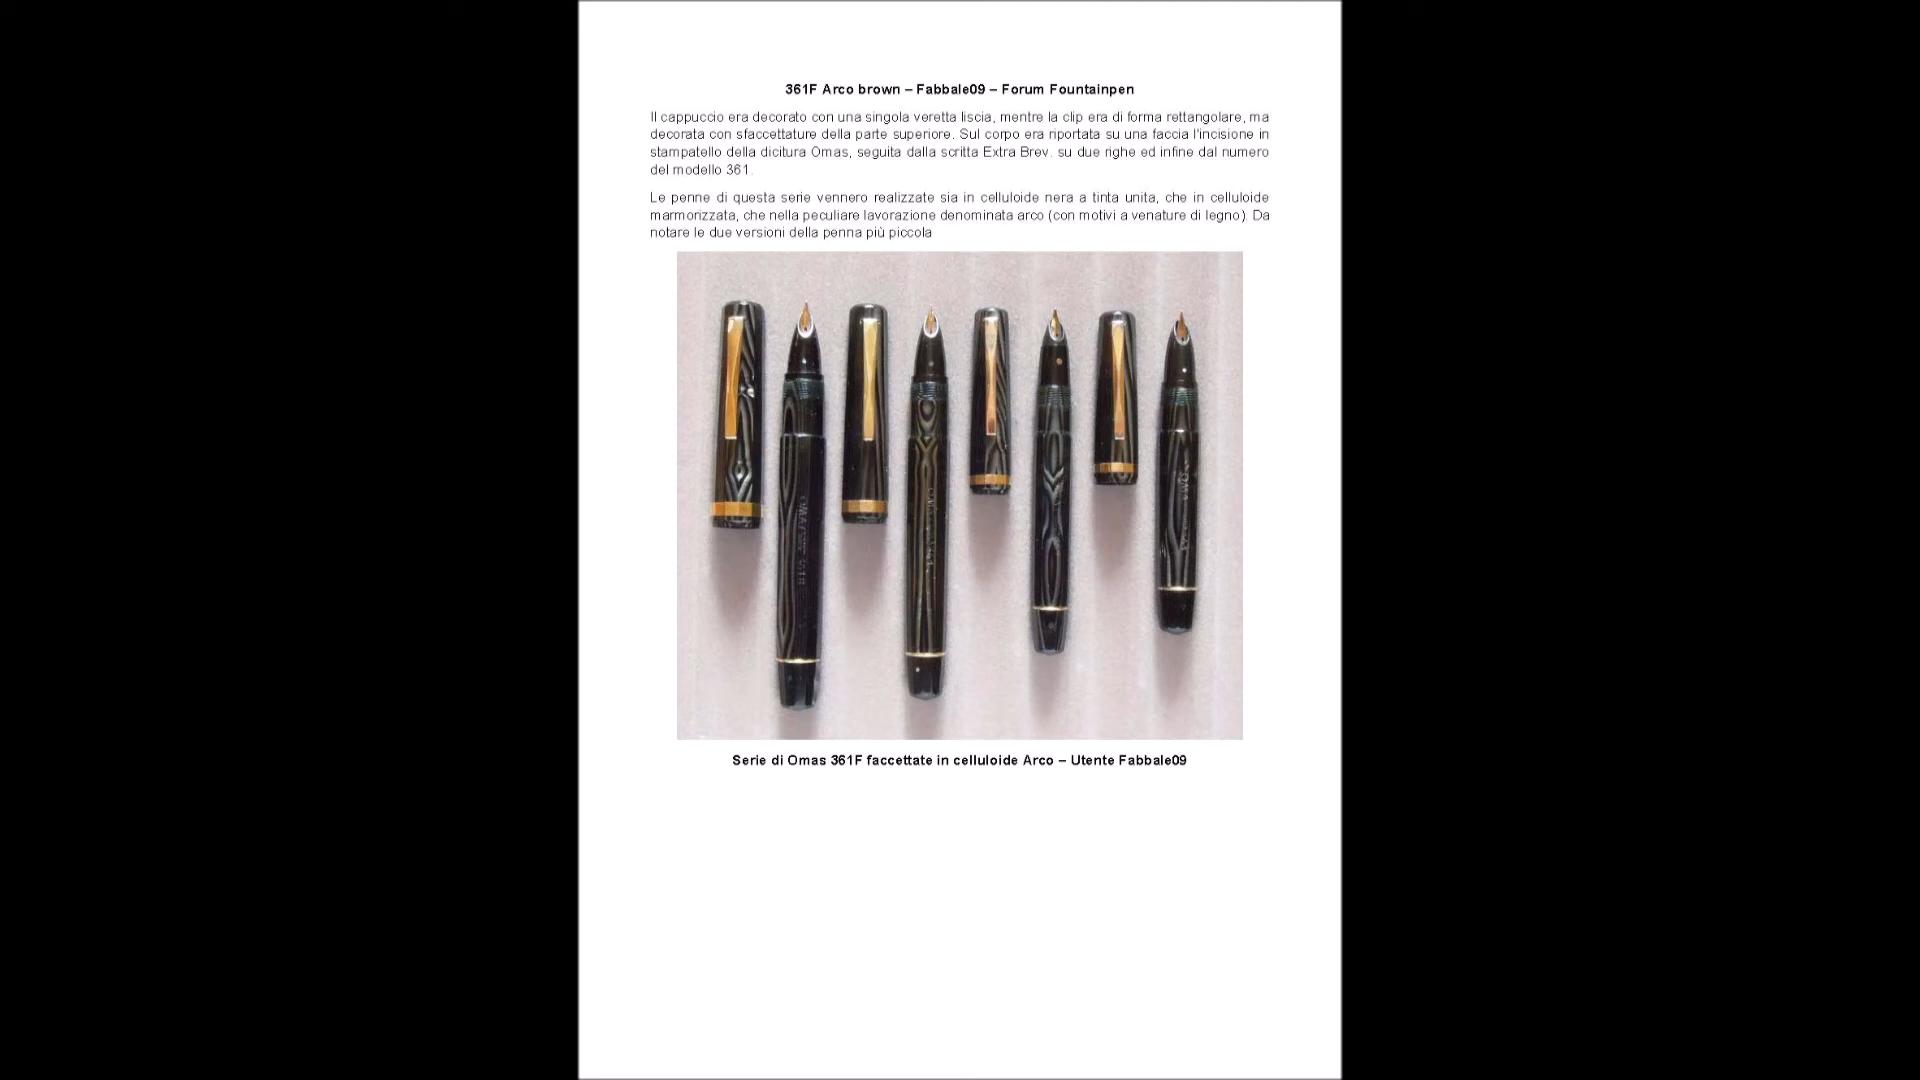 361F Arco brown – Fabbale09 – Forum Fountainpen
Il cappuccio era decorato con una singola veretta liscia, mentre la clip era di forma rettangolare, ma
decorata con sfaccettature della parte superiore. Sul corpo era riportata su una faccia l'incisione in
stampatello della dicitura Omas, seguita dalla scritta Extra Brev. su due righe ed infine dal numero
del modello 361.
Le penne di questa serie vennero realizzate sia in celluloide nera a tinta unita, che in celluloide
marmorizzata, che nella peculiare lavorazione denominata arco (con motivi a venature di legno). Da
notare le due versioni della penna più piccola
Serie di Omas 361F faccettate in celluloide Arco – Utente Fabbale09